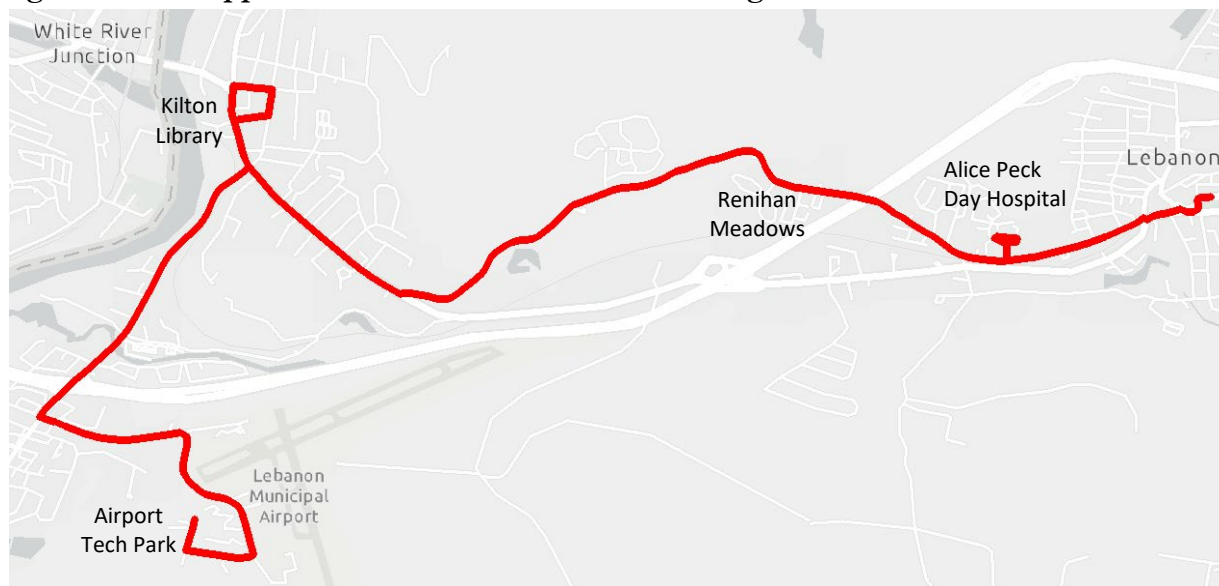 White River
Junction
Kilton
Library
Alice Peck
Day Hospital
Lebanon
Renihan
Meadows
Lebanon
Municipal
Airport
Airport
Tech Park